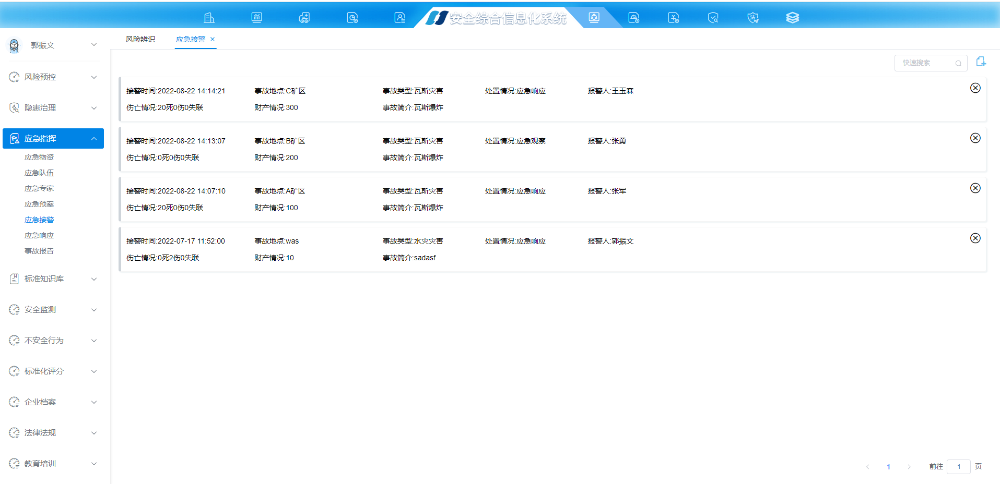 安全综合信息化系统
郭振文
风险预控
隐患治理
应急指挥
应急物资
应急队伍
应急专家
应急预案
应急接警
应急响应
事故报告
标准知识库
安全监测
不安全行为
标准化评分
企业档案
法律法规
教育培训
风险辨识 应急接警
快速搜索
接警时间:2022-08-22 14:14:21 事故地点:C矿区 事故类型:瓦斯灾害 处置情况:应急响应 报警人:王玉森
伤亡情况:20死0伤0失联 财产情况:300 事故简介:瓦斯爆炸
接警时间:2022-08-22 14:13:07 事故地点:B矿区 事故类型:瓦斯灾害 处置情况:应急观察 报警人:张勇
伤亡情况:0死0伤0失联 财产情况:200 事故简介:瓦斯爆炸
接警时间:2022-08-22 14:07:10 事故地点:A矿区 事故类型:瓦斯灾害 处置情况:应急响应 报警人:张军
伤亡情况:20死0伤0失联 财产情况:100 事故简介:瓦斯爆炸
接警时间:2022-07-17 11:52:00 事故地点:was 事故类型:水灾灾害 处置情况:应急响应 报警人:郭振文
伤亡情况:0死2伤0失联 财产情况:10 事故简介:sadasf
1 前往 1 页